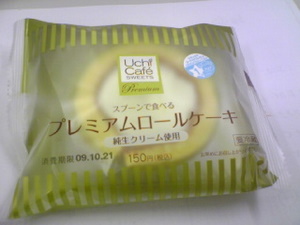 Uchi Café
SWEETS
Premium
スプーンで食べる
プレミアムロールケーキ
純生クリーム使用
消費期限 09.10.21
150円(税込)